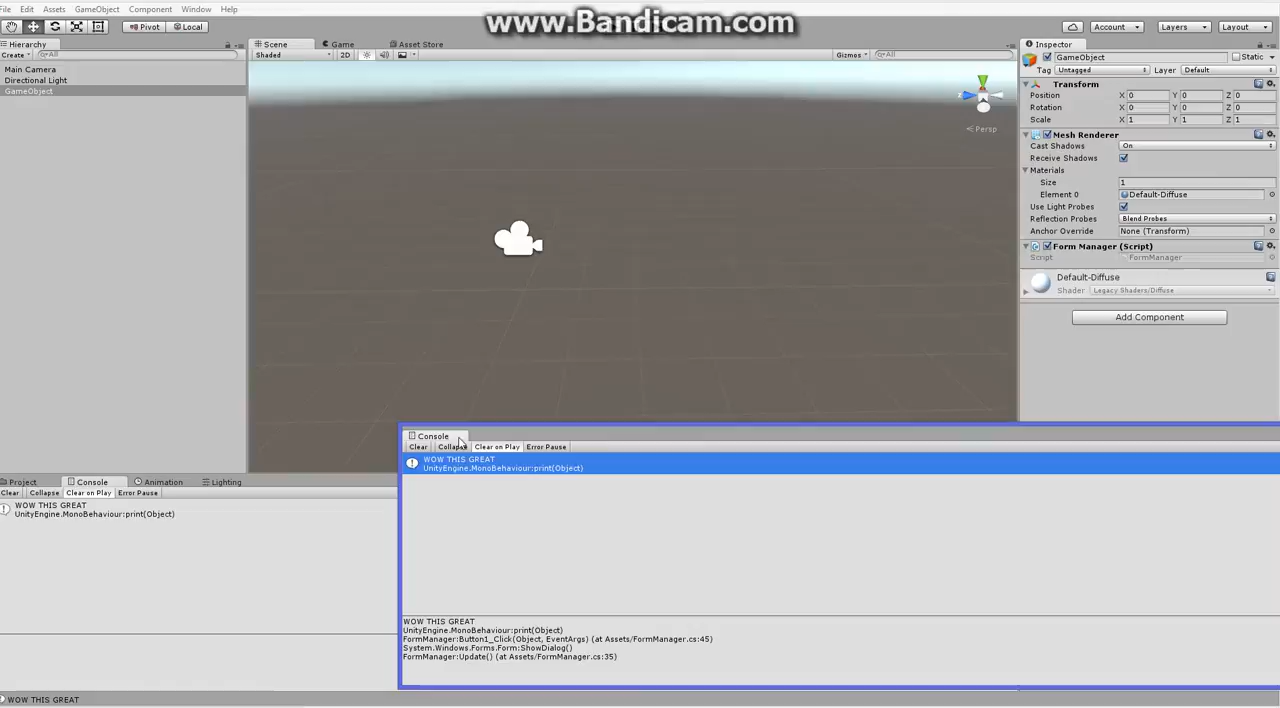 www.Bandicam.com
File Edit Assets GameObject Component Window Help
Pivot Local
Account Layers Layout
Hierarchy
Create All
Main Camera
Directional Light
GameObject
Scene Game Asset Store
Shaded 2D Gizmos All
Persp
Inspector
GameObject Static
Tag Untagged Layer Default
Transform
Position X 0 Y 0 Z 0
Rotation X 0 Y 0 Z 0
Scale X 1 Y 1 Z 1
Mesh Renderer
Cast Shadows On
Receive Shadows
Materials
Size 1
Element 0 Default-Diffuse
Use Light Probes
Reflection Probes Blend Probes
Anchor Override None (Transform)
Form Manager (Script)
Script FormManager
Default-Diffuse
Shader Legacy Shaders/Diffuse
Add Component
Project Console Animation Lighting
Clear Collapse Clear on Play Error Pause
WOW THIS GREAT
UnityEngine.MonoBehaviour:print(Object)
Console
Clear Collapse Clear on Play Error Pause
WOW THIS GREAT
UnityEngine.MonoBehaviour:print(Object)
WOW THIS GREAT
UnityEngine.MonoBehaviour:print(Object)
FormManager:Button1_Click(Object, EventArgs) (at Assets/FormManager.cs:45)
System.Windows.Forms.Form:ShowDialog()
FormManager:Update() (at Assets/FormManager.cs:35)
WOW THIS GREAT